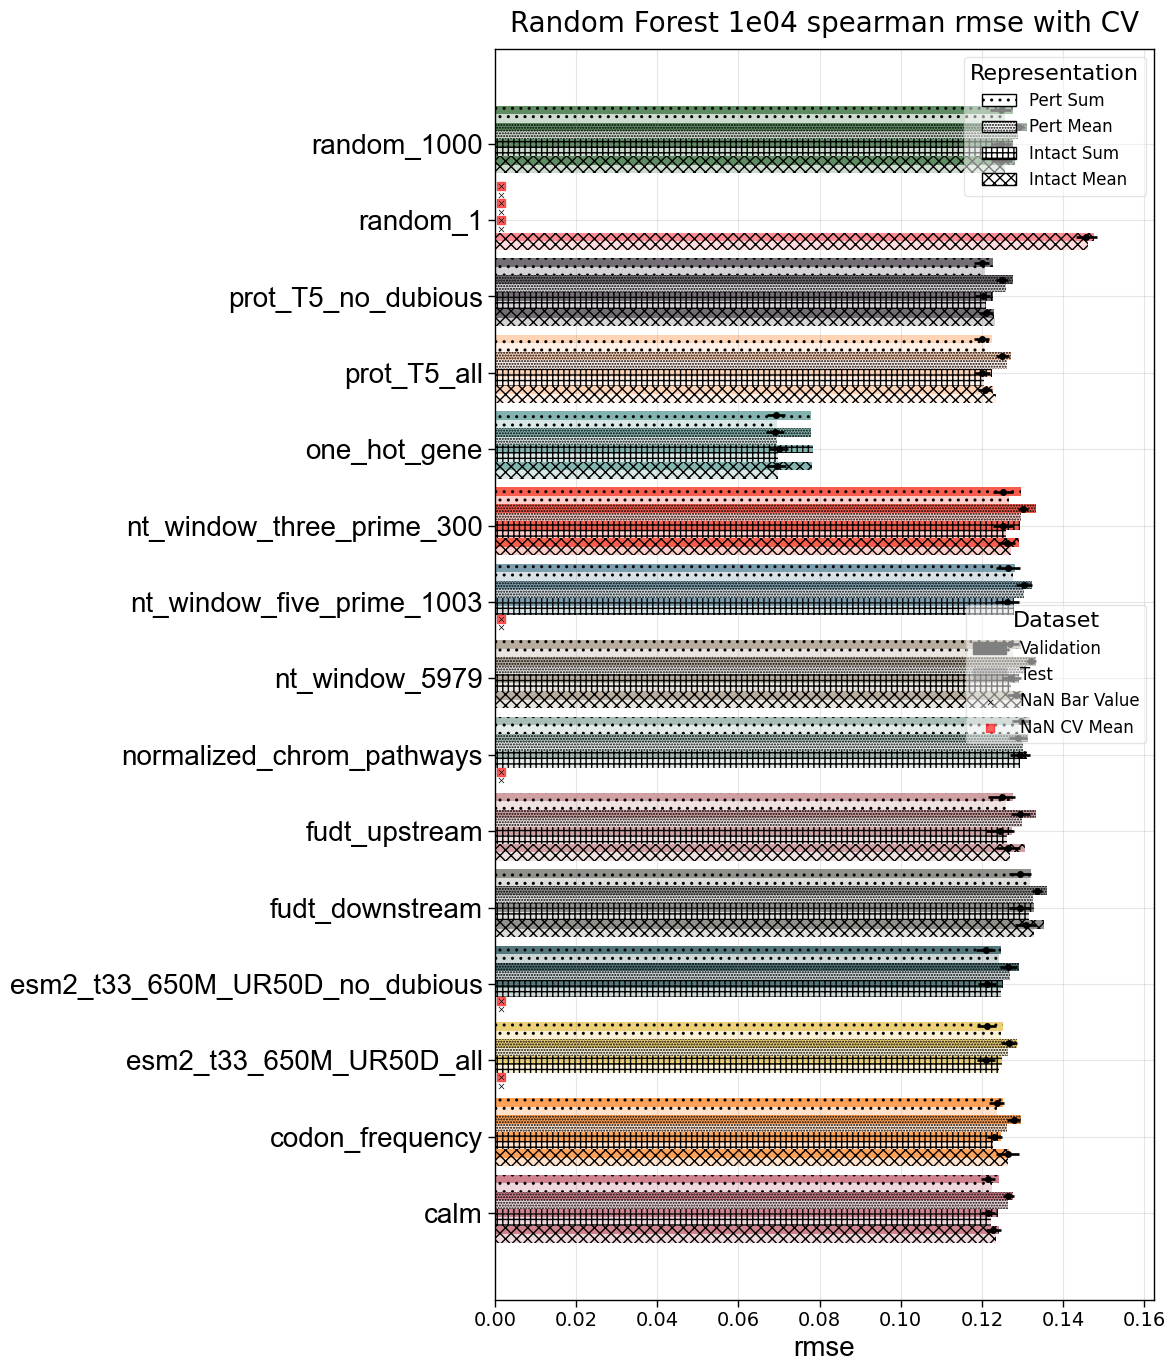 Random Forest 1e04 spearman rmse with CV
Representation
Pert Sum
Pert Mean
Intact Sum
Intact Mean
random_1000
random_1
prot_T5_no_dubious
prot_T5_all
one_hot_gene
nt_window_three_prime_300
nt_window_five_prime_1003
Dataset
Validation
Test
NaN Bar Value
NaN CV Mean
nt_window_5979
normalized_chrom_pathways
fudt_upstream
fudt_downstream
esm2_t33_650M_UR50D_no_dubious
esm2_t33_650M_UR50D_all
codon_frequency
calm
0.00 0.02 0.04 0.06 0.08 0.10 0.12 0.14 0.16
rmse